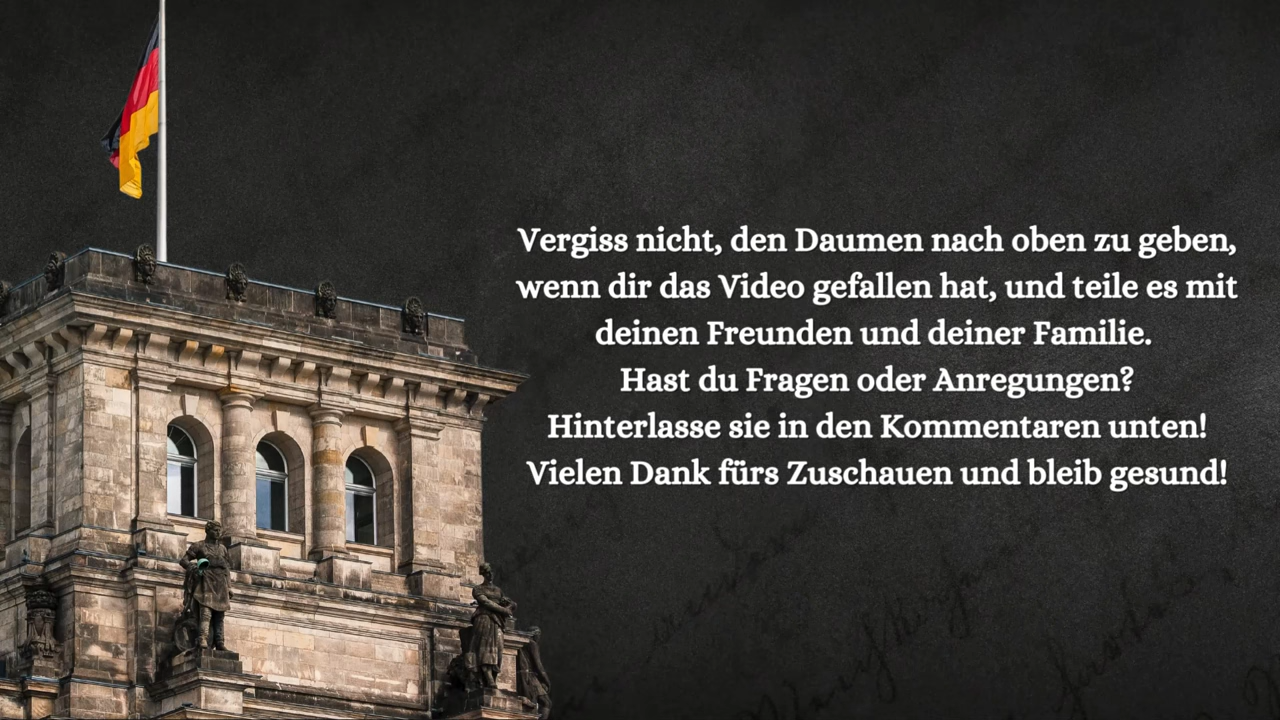 Vergiss nicht, den Daumen nach oben zu geben,
wenn dir das Video gefallen hat, und teile es mit
deinen Freunden und deiner Familie.
Hast du Fragen oder Anregungen?
Hinterlasse sie in den Kommentaren unten!
Vielen Dank fürs Zuschauen und bleib gesund!